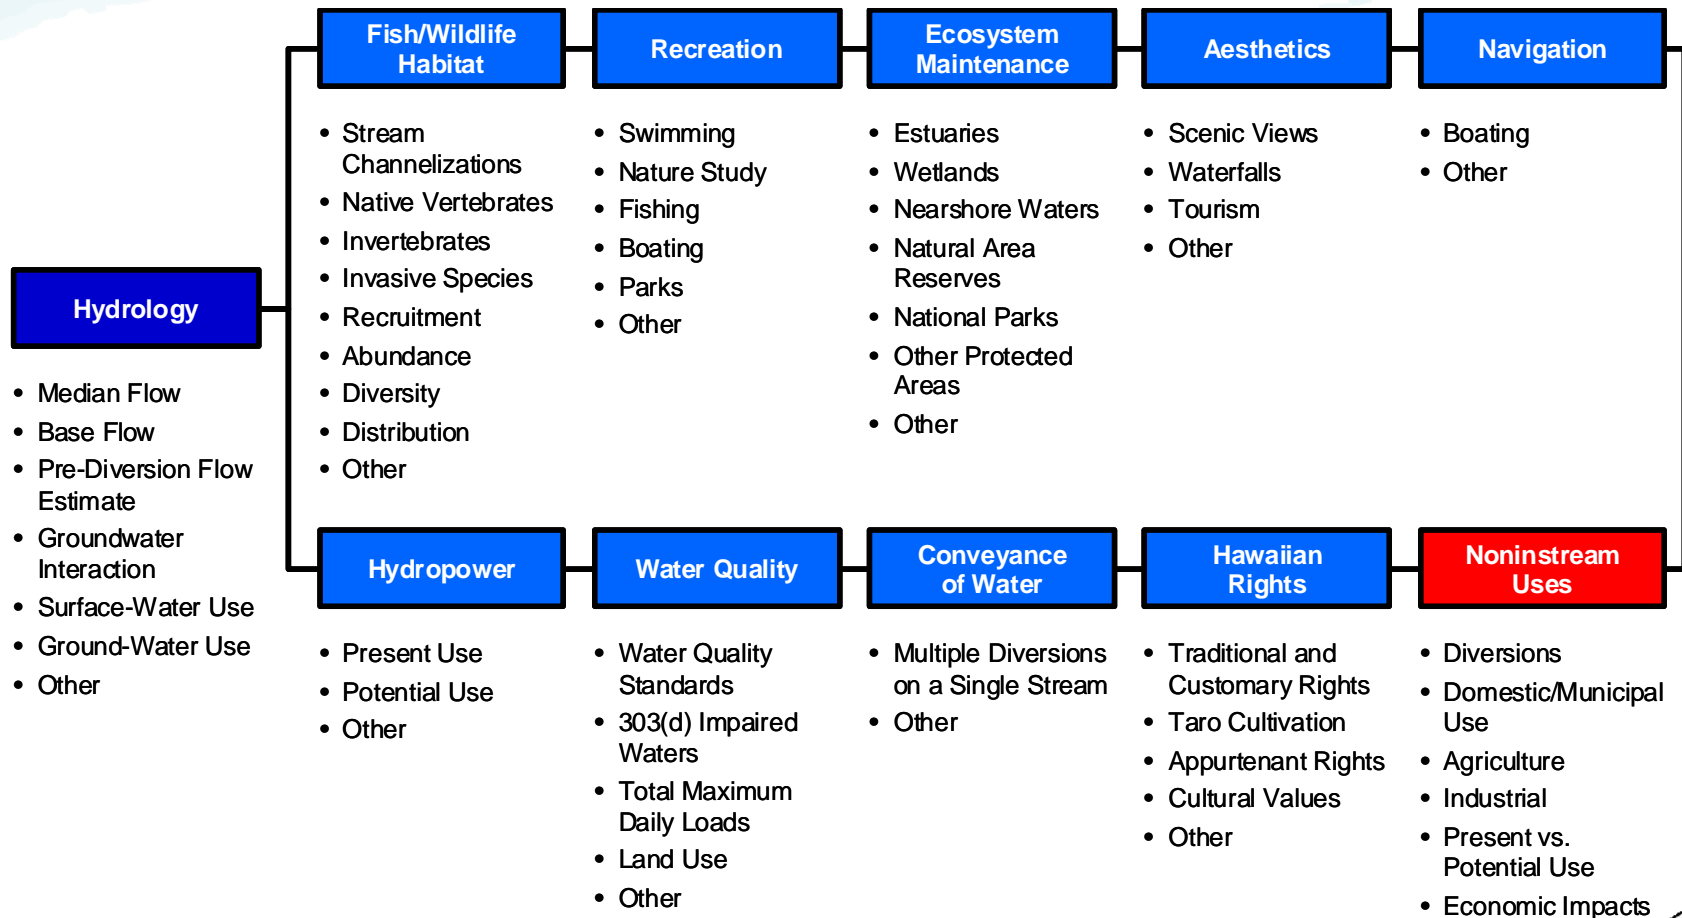 Hydrology
• Median Flow
• Base Flow
• Pre-Diversion Flow
Estimate
• Groundwater
Interaction
• Surface-Water Use
• Ground-Water Use
• Other
Fish/Wildlife
Habitat
• Stream
Channelizations
• Native Vertebrates
• Invertebrates
• Invasive Species
• Recruitment
• Abundance
• Diversity
• Distribution
• Other
Recreation
• Swimming
• Nature Study
• Fishing
• Boating
• Parks
• Other
Ecosystem
Maintenance
• Estuaries
• Wetlands
• Nearshore Waters
• Natural Area
Reserves
• National Parks
• Other Protected
Areas
• Other
Aesthetics
• Scenic Views
• Waterfalls
• Tourism
• Other
Navigation
• Boating
• Other
Hydropower
• Present Use
• Potential Use
• Other
Water Quality
• Water Quality
Standards
• 303(d) Impaired
Waters
• Total Maximum
Daily Loads
• Land Use
• Other
Conveyance
of Water
• Multiple Diversions
on a Single Stream
• Other
Hawaiian
Rights
• Traditional and
Customary Rights
• Taro Cultivation
• Appurtenant Rights
• Cultural Values
• Other
Noninstream
Uses
• Diversions
• Domestic/Municipal
Use
• Agriculture
• Industrial
• Present vs.
Potential Use
• Economic Impacts